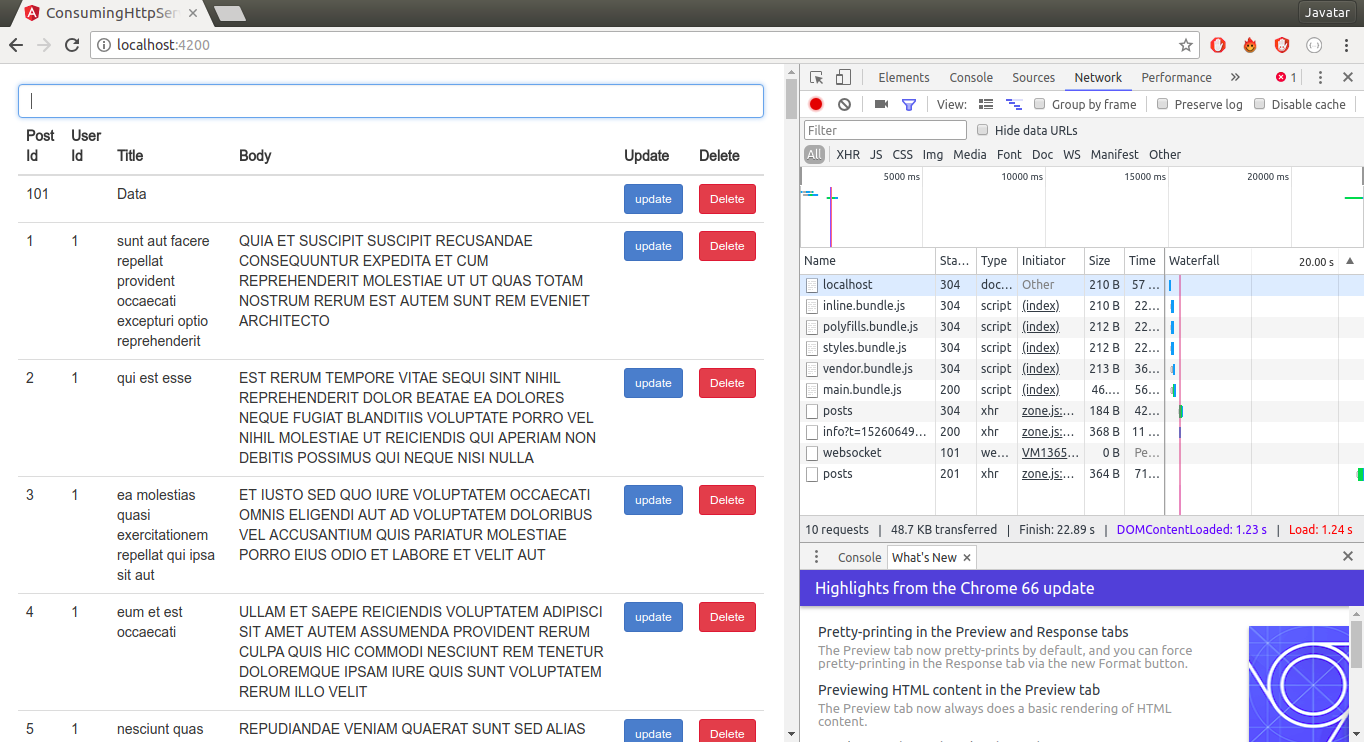 ConsumingHttpSer
Javatar
localhost:4200
Post Id
User Id
Title
Body
Update
Delete
101
Data
update
Delete
1
1
sunt aut facere
repellat
provident
occaecati
excepturi optio
reprehenderit
QUIA ET SUSCIPIT SUSCIPIT RECUSANDAE
CONSEQUUNTUR EXPEDITA ET CUM
REPREHENDERIT MOLESTIAE UT UT QUAS TOTAM
NOSTRUM RERUM EST AUTEM SUNT REM EVENIET
ARCHITECTO
update
Delete
2
1
qui est esse
EST RERUM TEMPORE VITAE SEQUI SINT NIHIL
REPREHENDERIT DOLOR BEATAE EA DOLORES
NEQUE FUGIAT BLANDITIIS VOLUPTATE PORRO VEL
NIHIL MOLESTIAE UT REICIENDIS QUI APERIAM NON
DEBITIS POSSIMUS QUI NEQUE NISI NULLA
update
Delete
3
1
ea molestias
quasi
exercitationem
repellat qui ipsa
sit aut
ET IUSTO SED QUO IURE VOLUPTATEM OCCAECATI
OMNIS ELIGENDI AUT AD VOLUPTATEM DOLORIBUS
VEL ACCUSANTIUM QUIS PARIATUR MOLESTIAE
PORRO EIUS ODIO ET LABORE ET VELIT AUT
update
Delete
4
1
eum et est
occaecati
ULLAM ET SAEPE REICIENDIS VOLUPTATEM ADIPISCI
SIT AMET AUTEM ASSUMENDA PROVIDENT RERUM
CULPA QUIS HIC COMMODI NESCIUNT REM TENETUR
DOLOREMQUE IPSAM IURE QUIS SUNT VOLUPTATEM
RERUM ILLO VELIT
update
Delete
5
1
nesciunt quas
REPUDIANDAE VENIAM QUAERAT SUNT SED ALIAS
update
Delete
Elements Console Sources Network Performance » 1
View: Group by frame Preserve log Disable cache
Filter Hide data URLs
All XHR JS CSS Img Media Font Doc WS Manifest Other
5000 ms 10000 ms 15000 ms 20000 ms
Name Sta... Type Initiator Size Time Waterfall 20.00 s
localhost 304 doc... Other 210 B 57 ...
inline.bundle.js 304 script (index) 210 B 22...
polyfills.bundle.js 304 script (index) 212 B 22...
styles.bundle.js 304 script (index) 212 B 22...
vendor.bundle.js 304 script (index) 213 B 36...
main.bundle.js 200 script (index) 46.... 56...
posts 304 xhr zone.js:... 184 B 42...
info?t=15260649... 200 xhr zone.js:... 368 B 11 ...
websocket 101 we... VM1365... 0 B Pe...
posts 201 xhr zone.js:... 364 B 71...
10 requests | 48.7 KB transferred | Finish: 22.89 s | DOMContentLoaded: 1.23 s | Load: 1.24 s
Console What's New
Highlights from the Chrome 66 update
Pretty-printing in the Preview and Response tabs
The Preview tab now pretty-prints by default, and you can force
pretty-printing in the Response tab via the new Format button.
Previewing HTML content in the Preview tab
The Preview tab now always does a basic rendering of HTML
content.